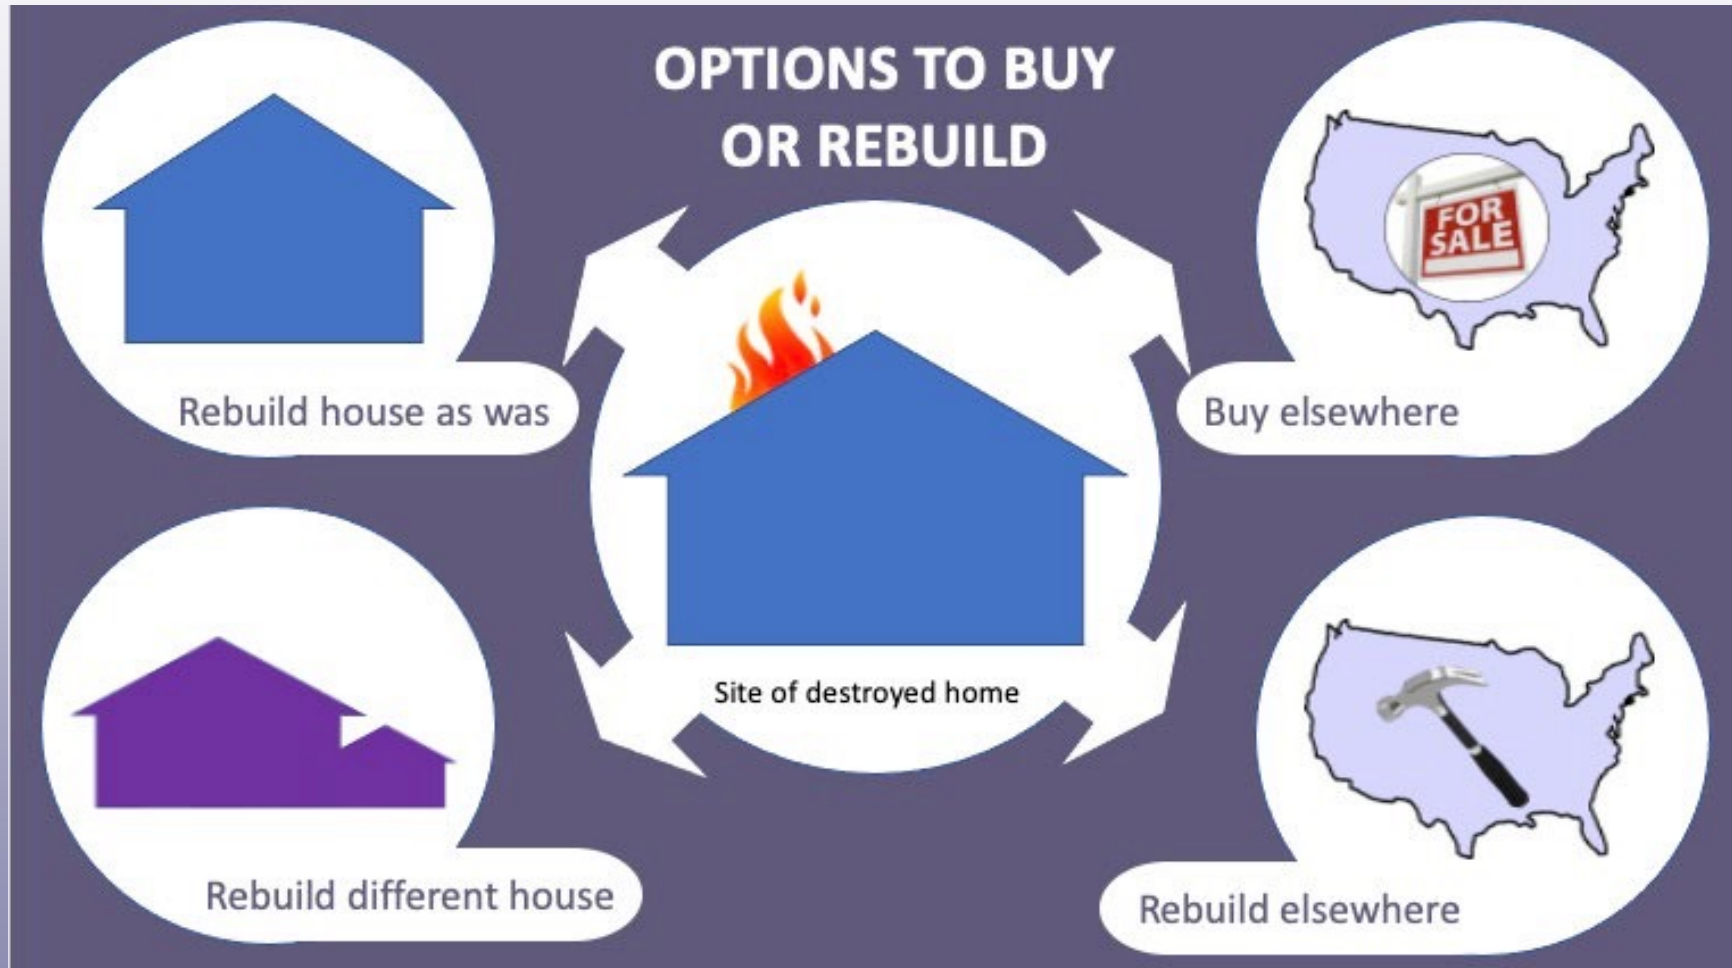 OPTIONS TO BUY
OR REBUILD
Rebuild house as was
FOR
SALE
Buy elsewhere
Site of destroyed home
Rebuild different house
Rebuild elsewhere